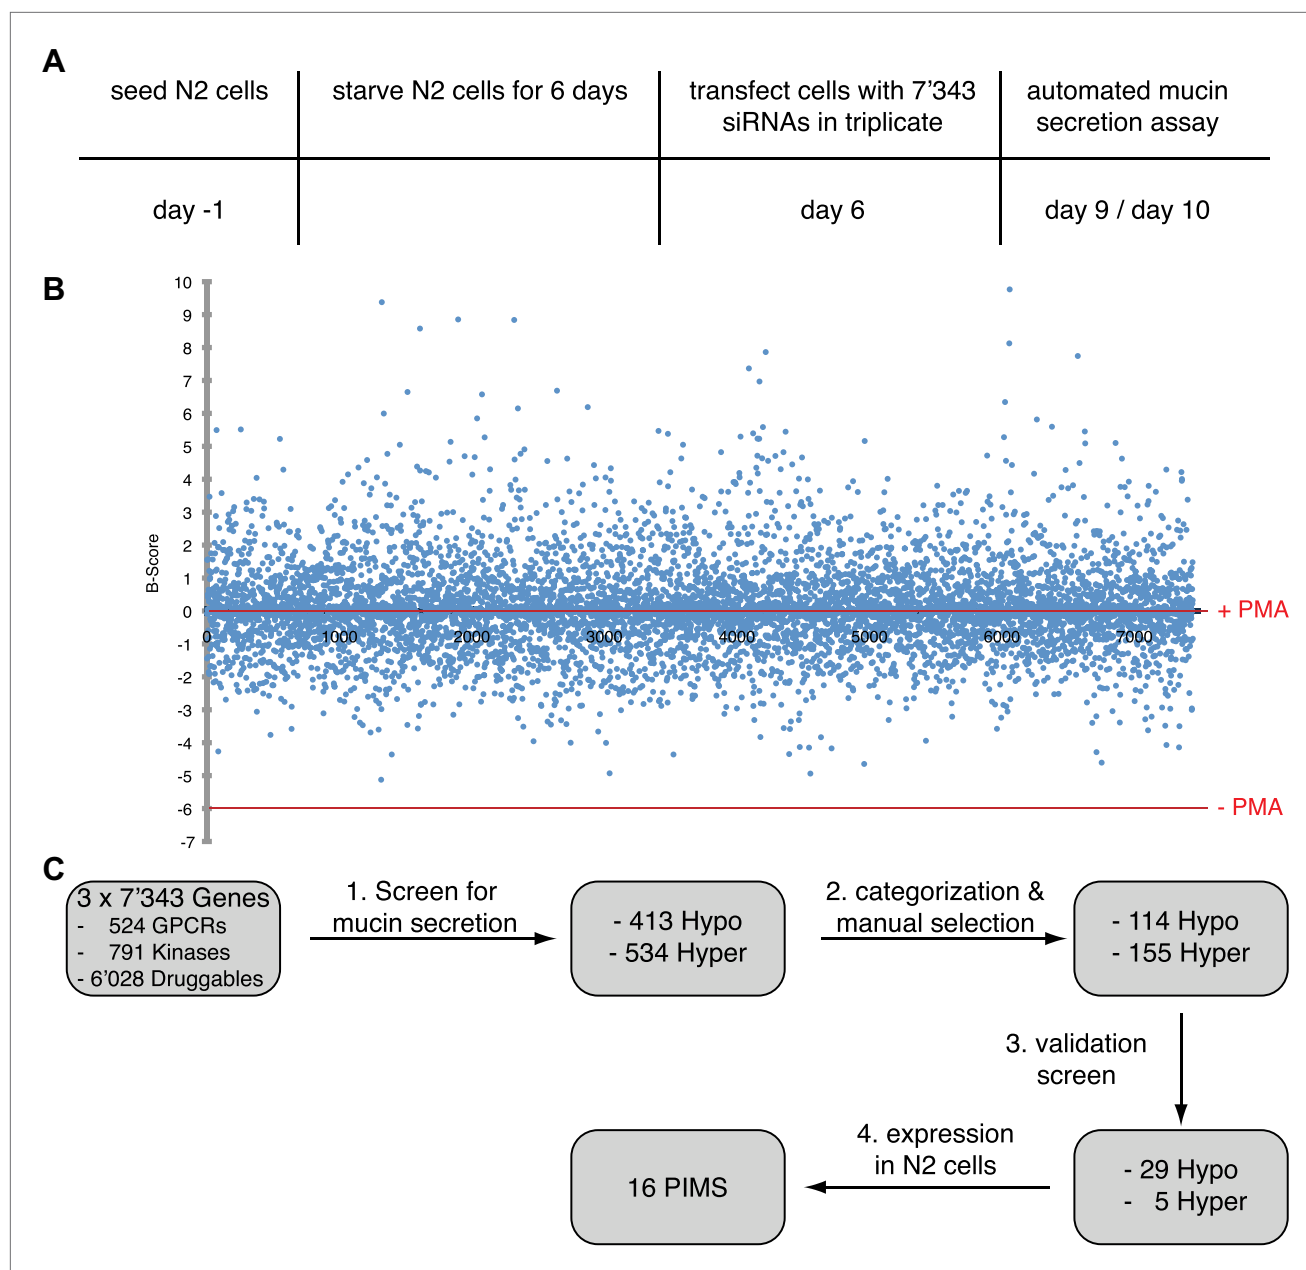 A
seed N2 cells
starve N2 cells for 6 days
transfect cells with 7'343
siRNAs in triplicate
automated mucin
secretion assay
day -1
day 6
day 9 / day 10
B
10
9
8
7
6
5
4
3
2
1
0
-1
-2
-3
-4
-5
-6
-7
B-Score
0
1000
2000
3000
4000
5000
6000
7000
+ PMA
- PMA
C
3 x 7'343 Genes
- 524 GPCRs
- 791 Kinases
- 6'028 Druggables
1. Screen for
mucin secretion
- 413 Hypo
- 534 Hyper
2. categorization &
manual selection
- 114 Hypo
- 155 Hyper
3. validation
screen
- 29 Hypo
- 5 Hyper
4. expression
in N2 cells
16 PIMS